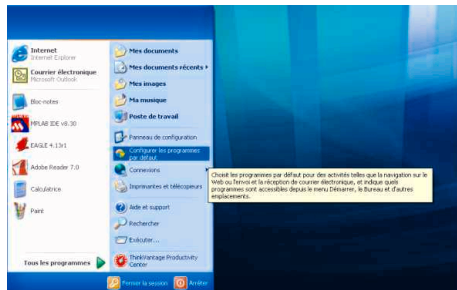 Internet
Internet Explorer
Courrier électronique
Microsoft Outlook
Bloc-notes
MPLAB IDE v8.30
EAGLE 4.13r1
Adobe Reader 7.0
Calculatrice
Paint
Tous les programmes
Mes documents
Mes documents récents
Mes images
Ma musique
Poste de travail
Panneau de configuration
Configurer les programmes
par défaut
Connexions
Imprimantes et télécopieurs
Aide et support
Rechercher
Exécuter...
ThinkVantage Productivity
Center
Choisit les programmes par défaut pour des activités telles que la navigation sur le
Web ou l'envoi et la réception de courrier électronique, et indique quels
programmes sont accessibles depuis le menu Démarrer, le Bureau et d'autres
emplacements.
Fermer la session
Arrêter